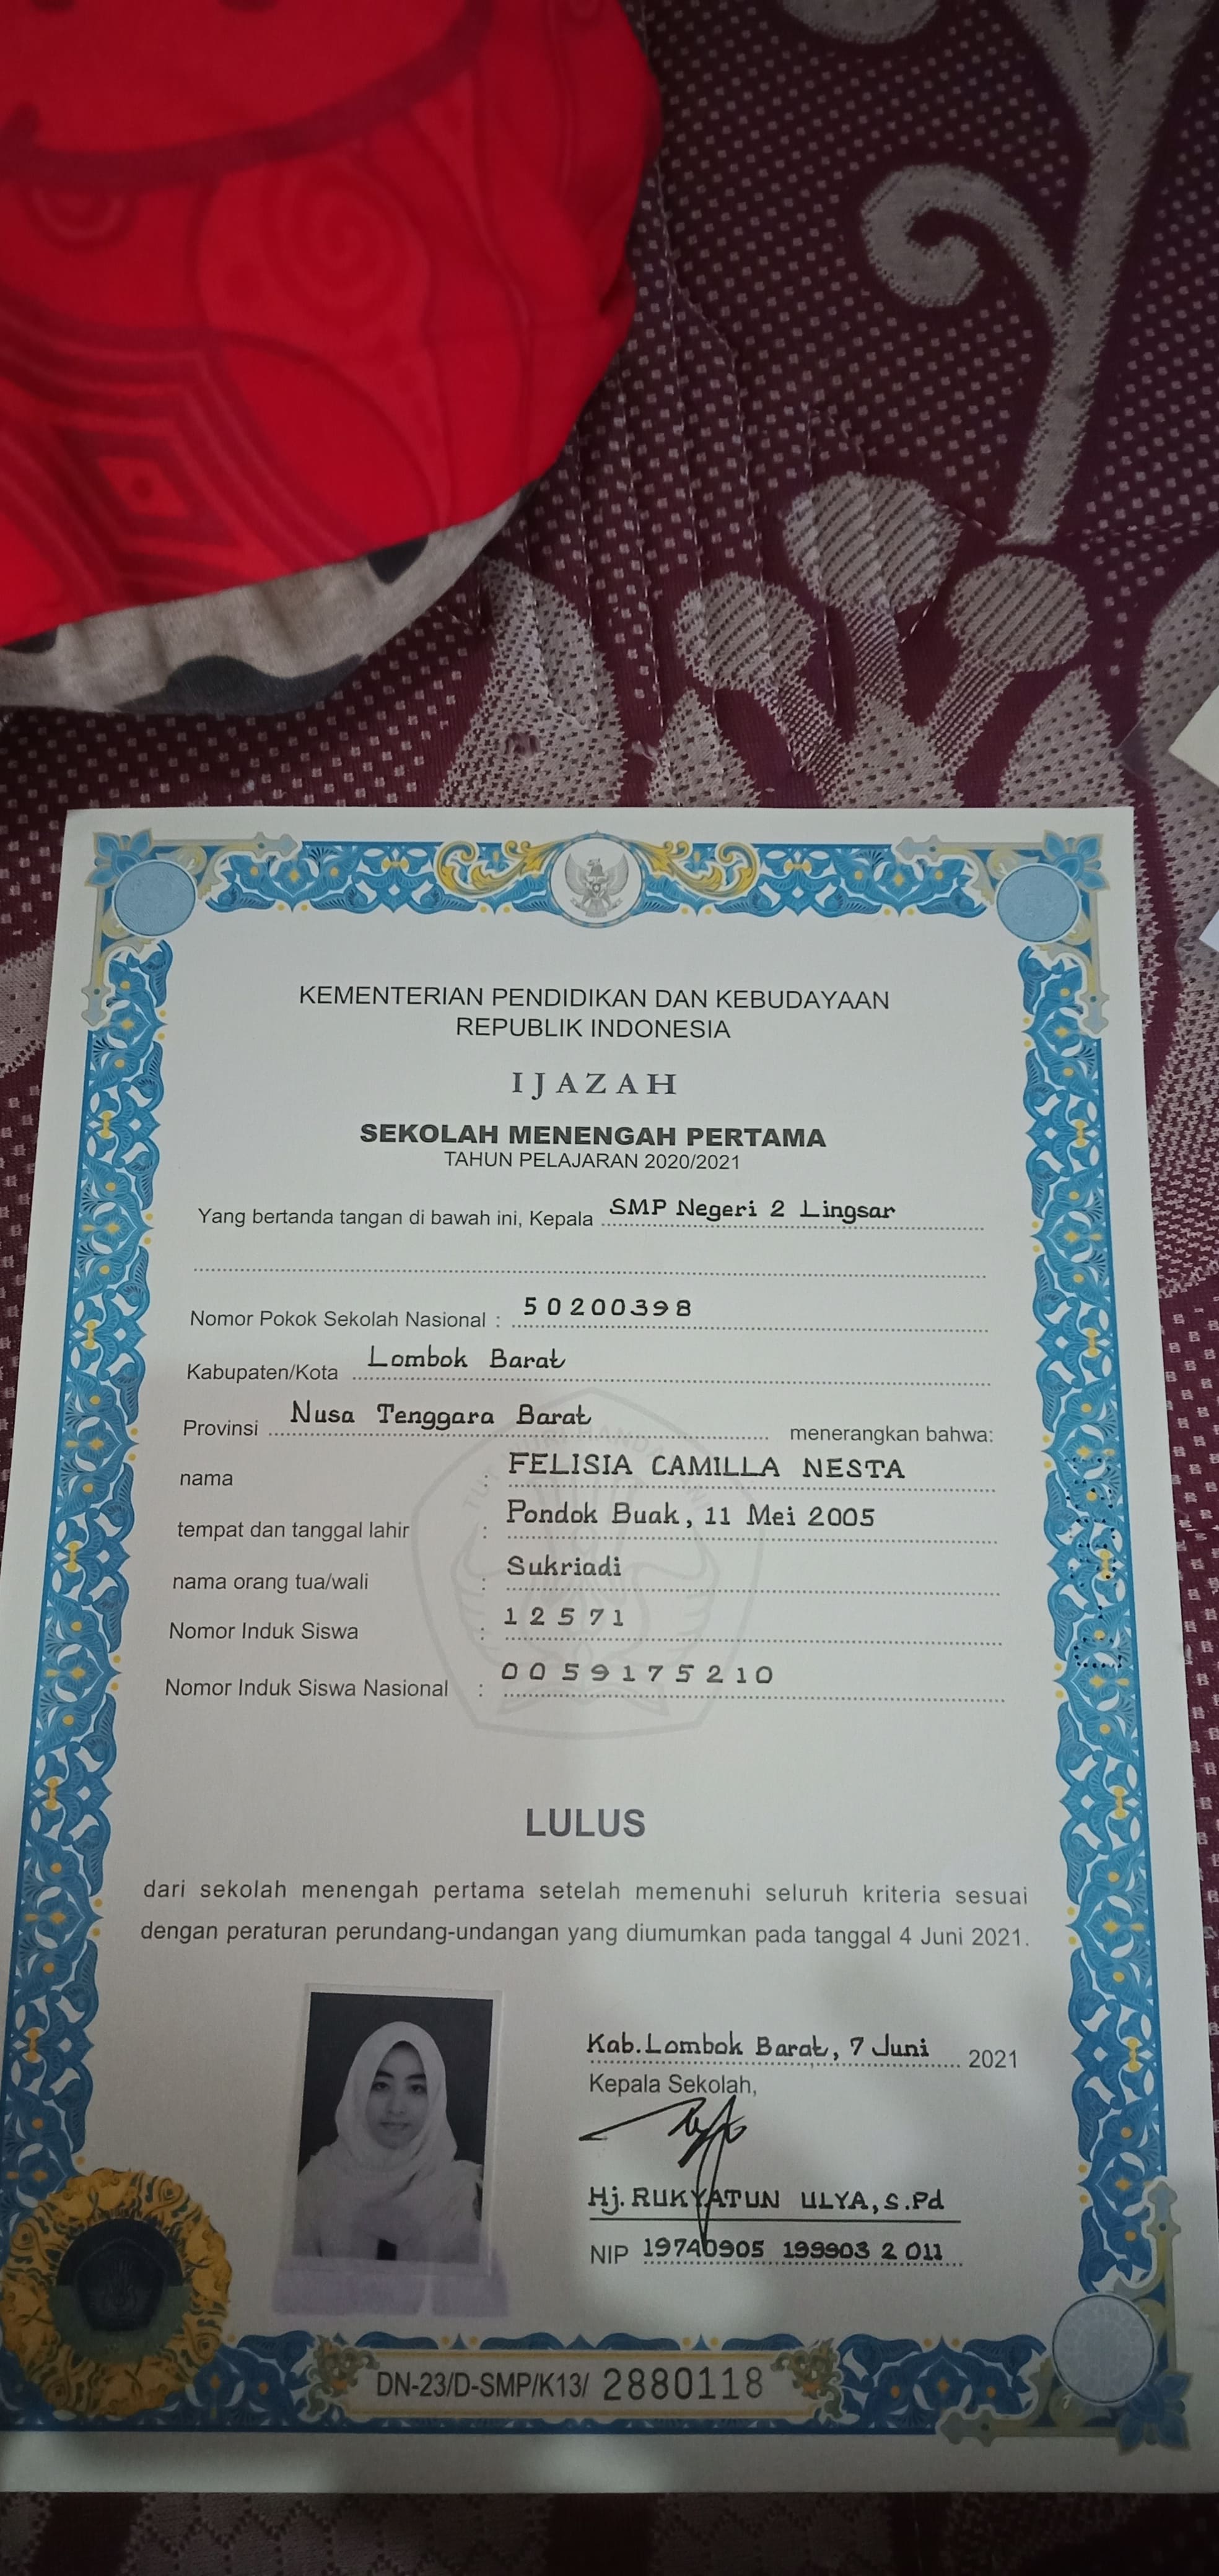 KEMENTERIAN PENDIDIKAN DAN KEBUDAYAAN
REPUBLIK INDONESIA
IJAZAH
SEKOLAH MENENGAH PERTAMA
TAHUN PELAJARAN 2020/2021
Yang bertanda tangan di bawah ini, Kepala SMP Negeri 2 Lingsar
Nomor Pokok Sekolah Nasional : 50200398
Kabupaten/Kota Lombok Barat
Provinsi Nusa Tenggara Barat menerangkan bahwa:
nama : FELISIA CAMILLA NESTA
tempat dan tanggal lahir : Pondok Buak, 11 Mei 2005
nama orang tua/wali : Sukriadi
Nomor Induk Siswa : 12571
Nomor Induk Siswa Nasional : 0059175210
LULUS
dari sekolah menengah pertama setelah memenuhi seluruh kriteria sesuai
dengan peraturan perundang-undangan yang diumumkan pada tanggal 4 Juni 2021.
Kab.Lombok Barat, 7 Juni 2021
Kepala Sekolah,
Hj. RUKYATUN ULYA, S.Pd
NIP 19740905 199903 2 011
DN-23/D-SMP/K13/ 2880118